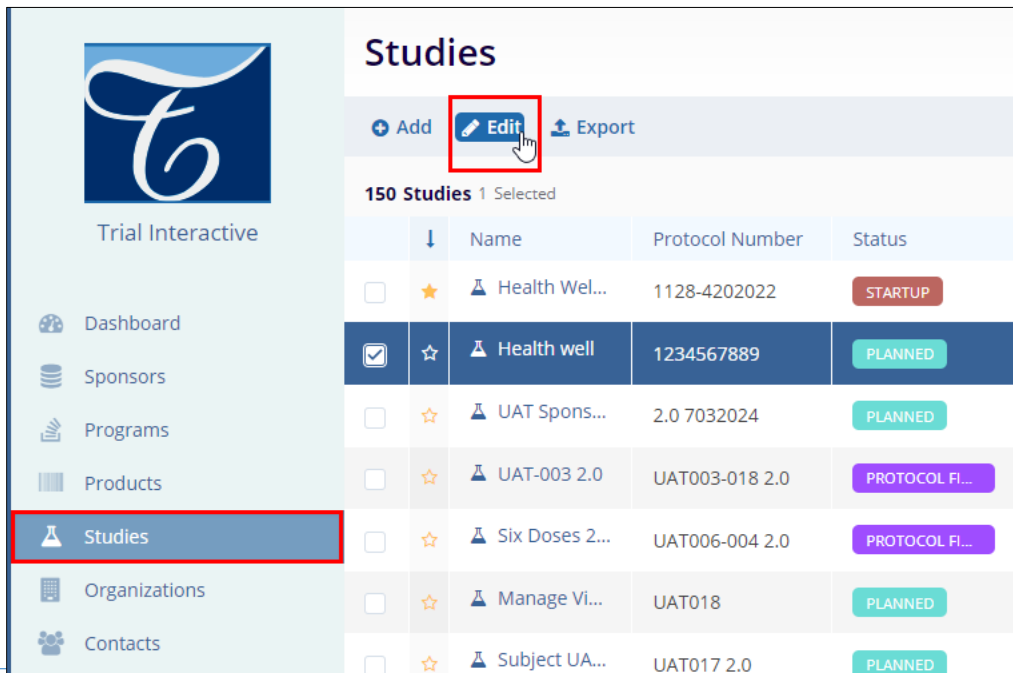 Trial Interactive
Dashboard
Sponsors
Programs
Products
Studies
Organizations
Contacts
Studies
Add Edit Export
150 Studies 1 Selected
Name Protocol Number Status
Health Wel... 1128-4202022 STARTUP
Health well 1234567889 PLANNED
UAT Spons... 2.0 7032024 PLANNED
UAT-003 2.0 UAT003-018 2.0 PROTOCOL FI...
Six Doses 2... UAT006-004 2.0 PROTOCOL FI...
Manage Vi... UAT018 PLANNED
Subject UA... UAT017 2.0 PLANNED